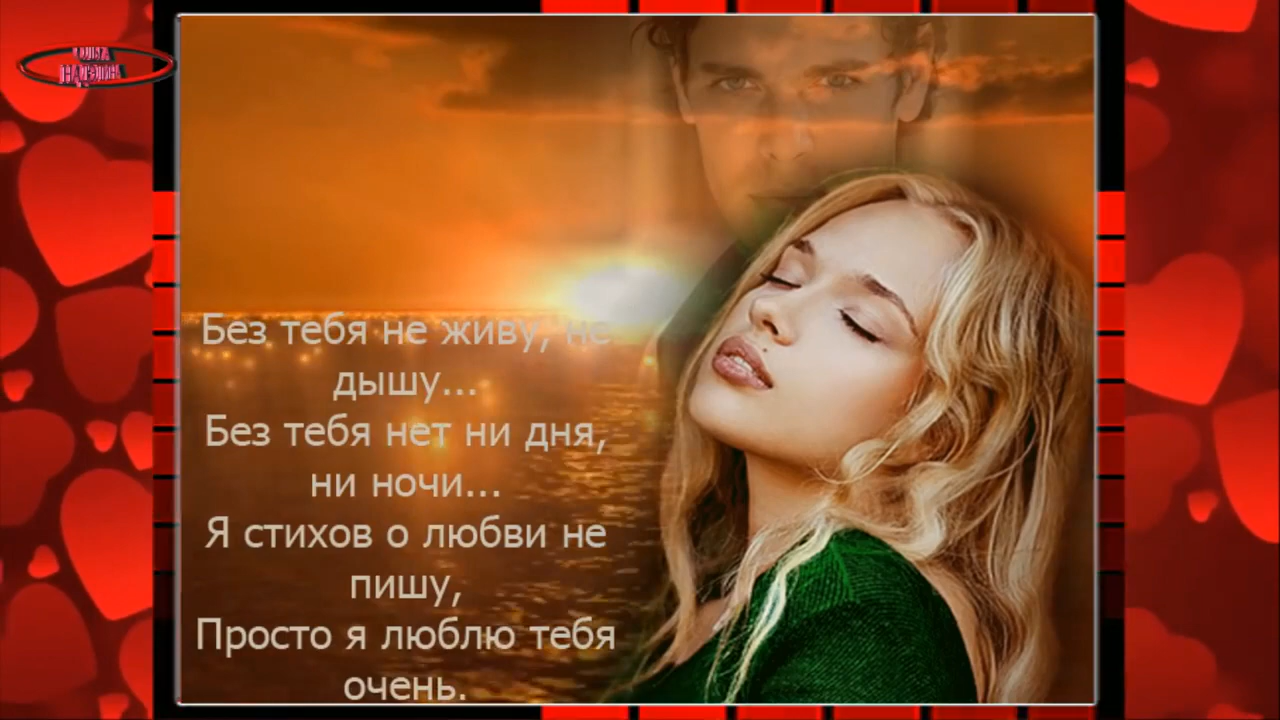 Без тебя не живу, не
дышу...
Без тебя нет ни дня,
ни ночи...
Я стихов о любви не
пишу,
Просто я люблю тебя
очень.